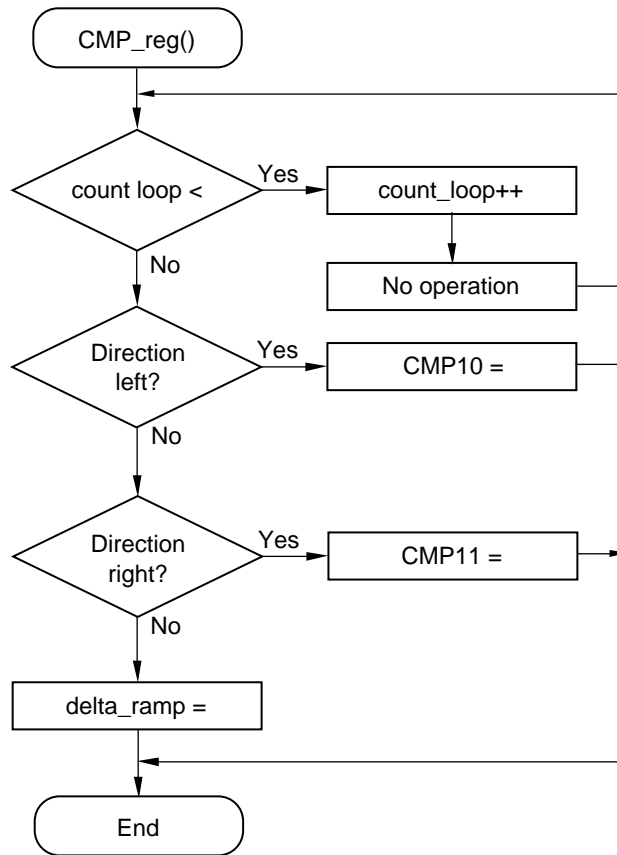 CMP_reg()
count loop <
Yes
count_loop++
No
No operation
Direction
left?
Yes
CMP10 =
No
Direction
right?
Yes
CMP11 =
No
delta_ramp =
End